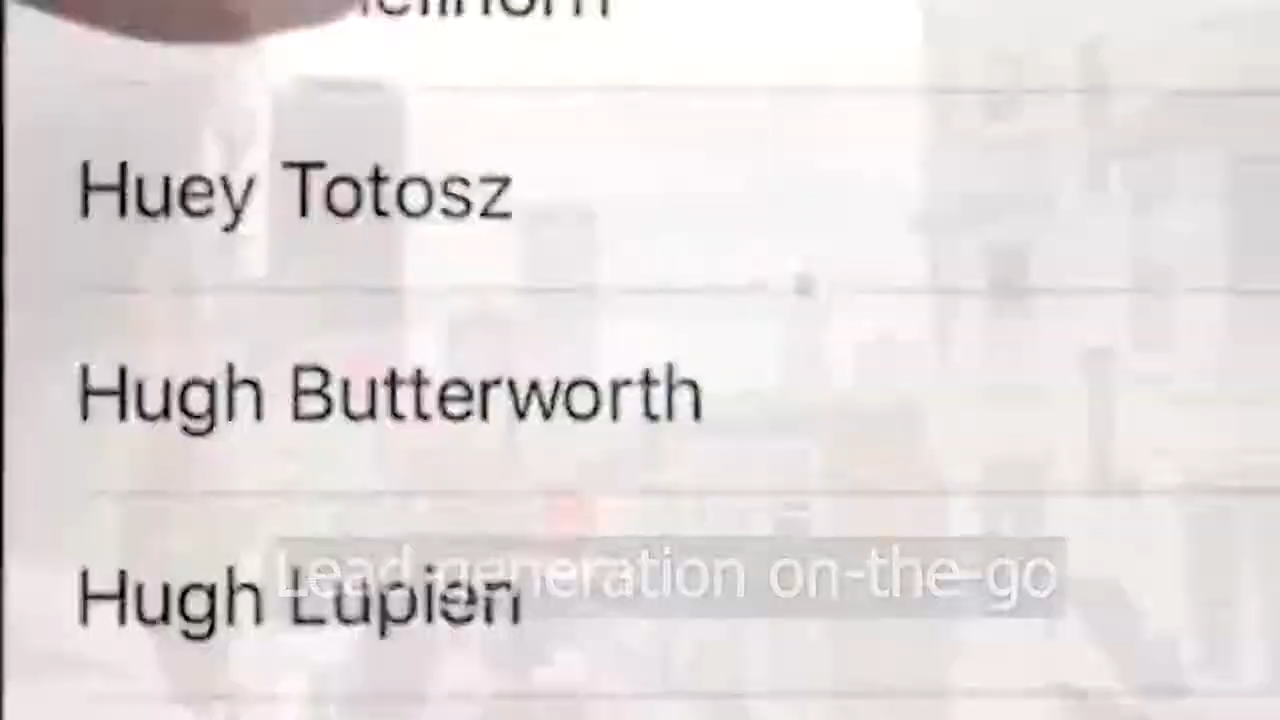 Huey Totosz
Hugh Butterworth
Hugh Lupien
Lead generation on-the-go